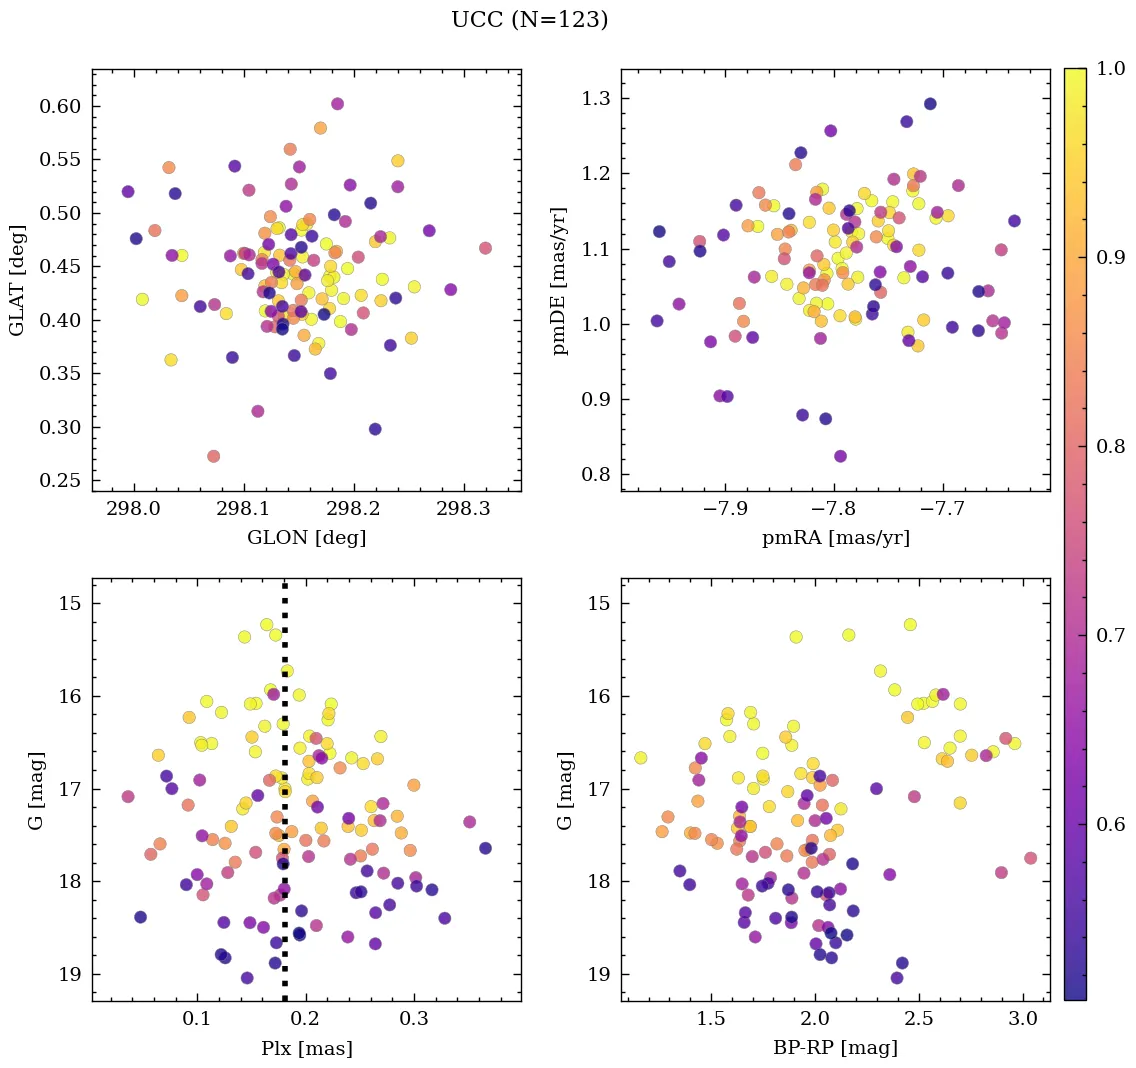 UCC (N=123)
0.60
0.55
0.50
0.45
0.40
0.35
0.30
0.25
GLAT [deg]
298.0 298.1 298.2 298.3
GLON [deg]
1.3
1.2
1.1
1.0
0.9
0.8
pmDE [mas/yr]
−7.9 −7.8 −7.7
pmRA [mas/yr]
15
16
17
18
19
G [mag]
0.1 0.2 0.3
Plx [mas]
15
16
17
18
19
G [mag]
1.5 2.0 2.5 3.0
BP-RP [mag]
1.0
0.9
0.8
0.7
0.6